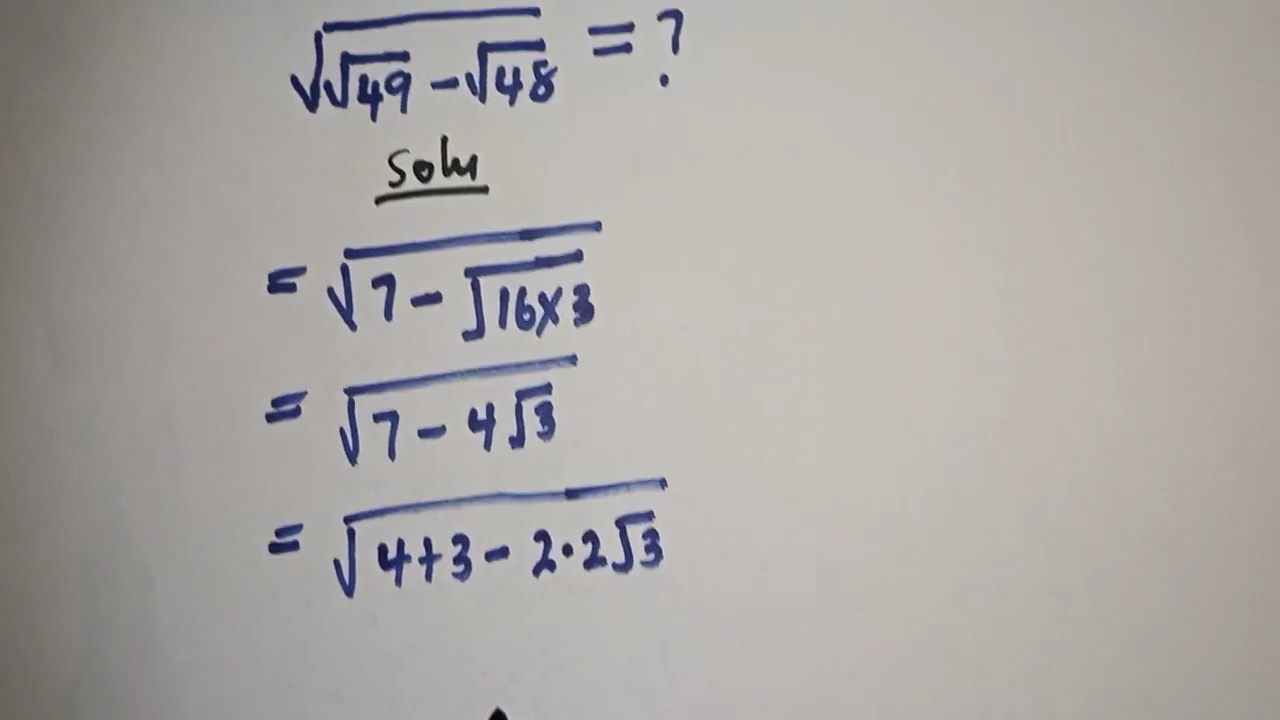 √(√49 - √48) = ?
Soln
= √(7 - √(16×3))
= √(7 - 4√3)
= √(4+3 - 2·2√3)